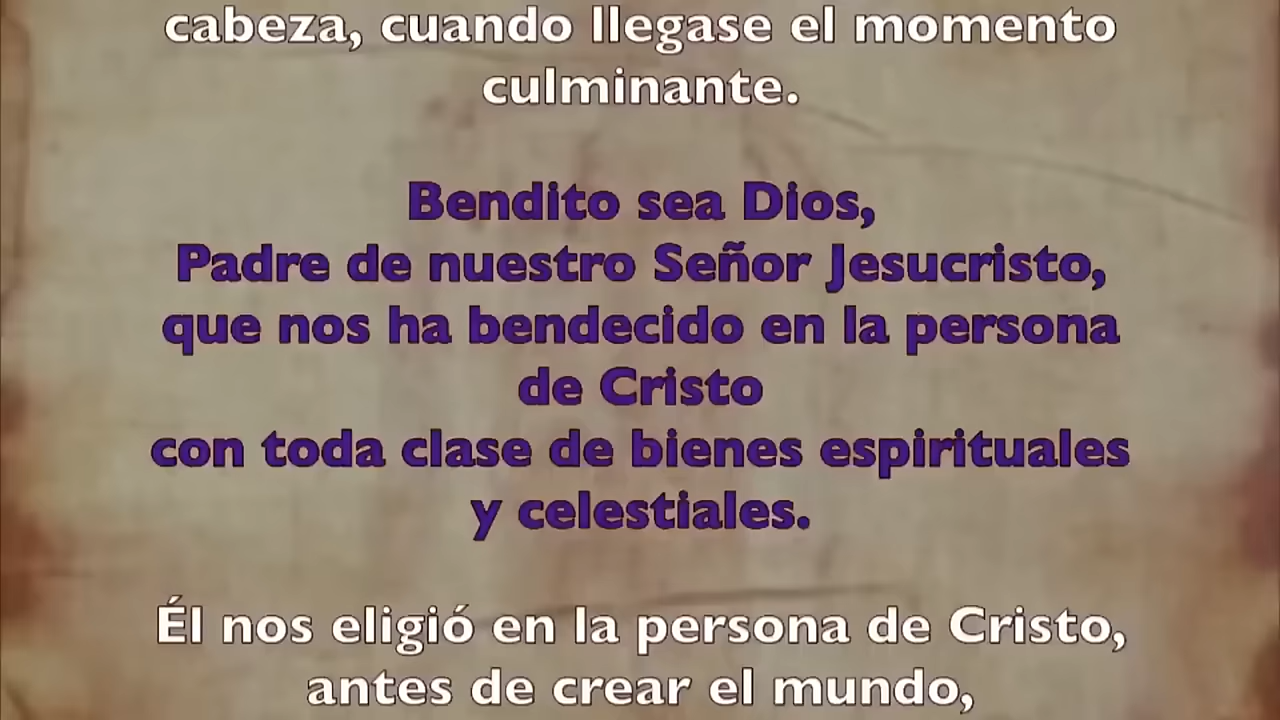 cabeza, cuando llegase el momento
culminante.
Bendito sea Dios,
Padre de nuestro Señor Jesucristo,
que nos ha bendecido en la persona
de Cristo
con toda clase de bienes espirituales
y celestiales.
Él nos eligió en la persona de Cristo,
antes de crear el mundo,